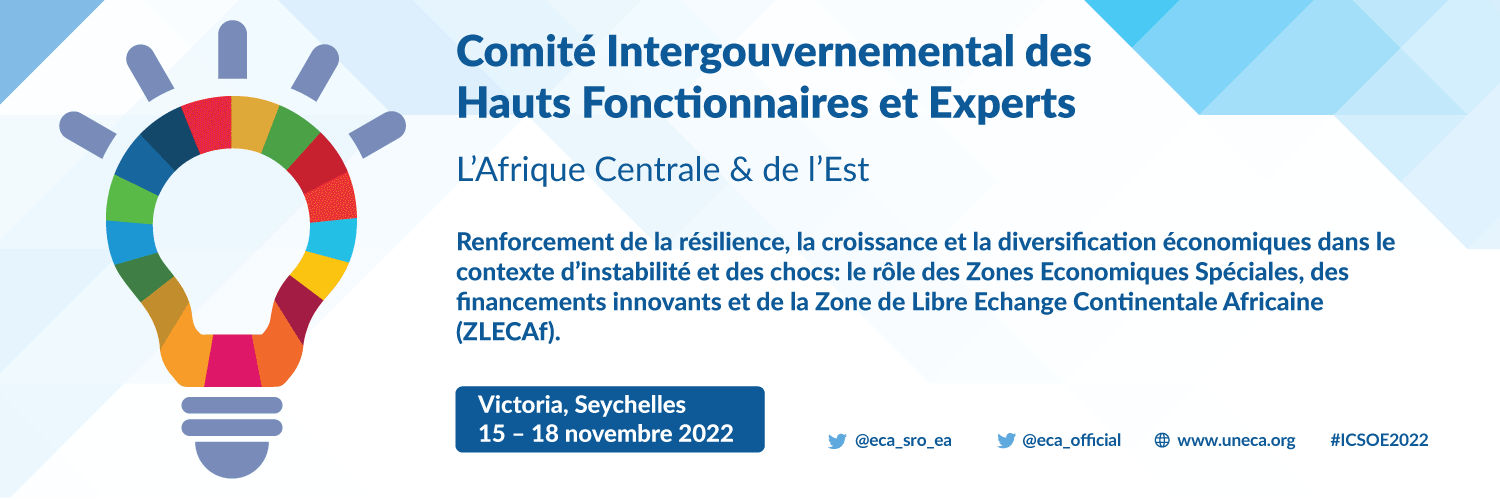 Comité Intergouvernemental des
Hauts Fonctionnaires et Experts
L’Afrique Centrale & de l’Est
Renforcement de la résilience, la croissance et la diversification économiques dans le
contexte d’instabilité et des chocs: le rôle des Zones Economiques Spéciales, des
financements innovants et de la Zone de Libre Echange Continentale Africaine
(ZLECAf).
Victoria, Seychelles
15 – 18 novembre 2022
@eca_sro_ea @eca_official www.uneca.org #ICSOE2022